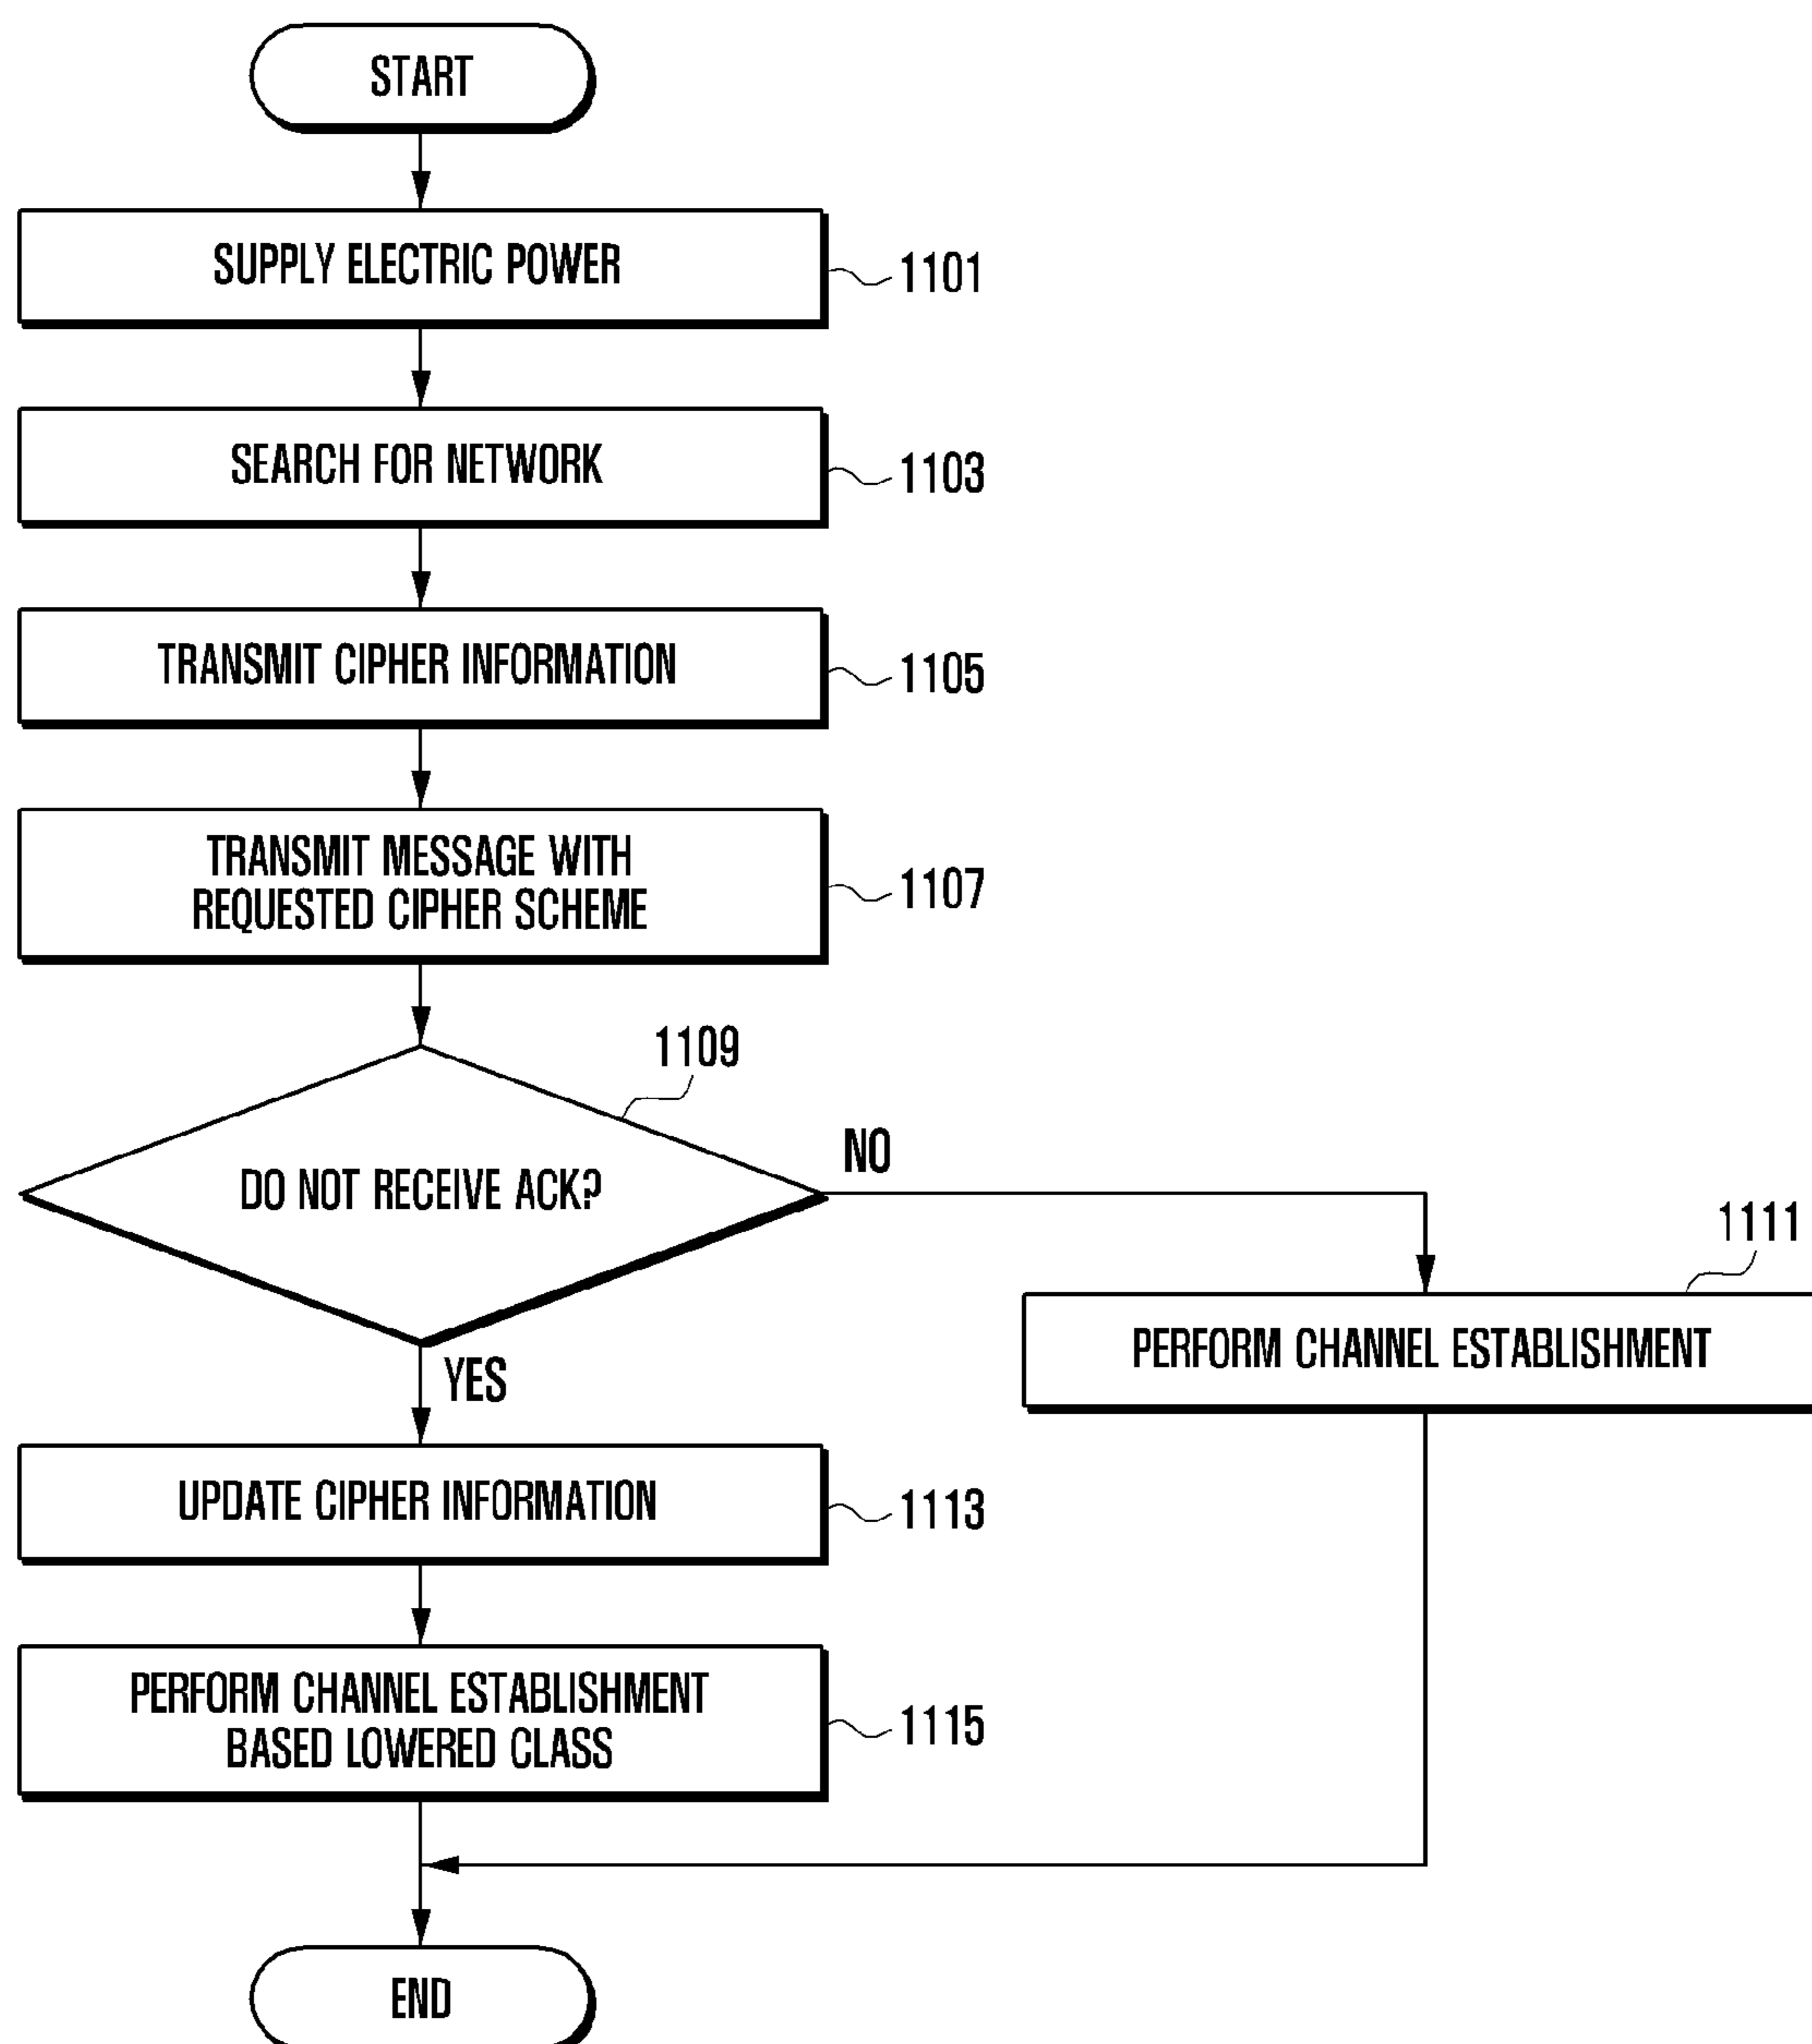 START
SUPPLY ELECTRIC POWER
1101
SEARCH FOR NETWORK
1103
TRANSMIT CIPHER INFORMATION
1105
TRANSMIT MESSAGE WITH
REQUESTED CIPHER SCHEME
1107
1109
DO NOT RECEIVE ACK?
NO
1111
PERFORM CHANNEL ESTABLISHMENT
YES
UPDATE CIPHER INFORMATION
1113
PERFORM CHANNEL ESTABLISHMENT
BASED LOWERED CLASS
1115
END